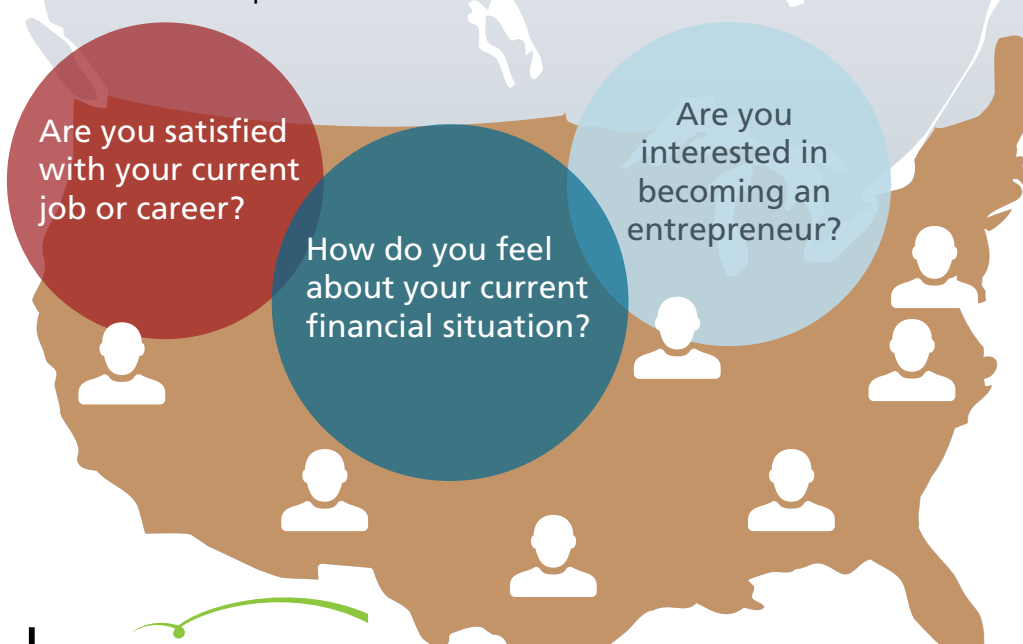 Are you satisfied
with your current
job or career?
How do you feel
about your current
financial situation?
Are you
interested in
becoming an
entrepreneur?